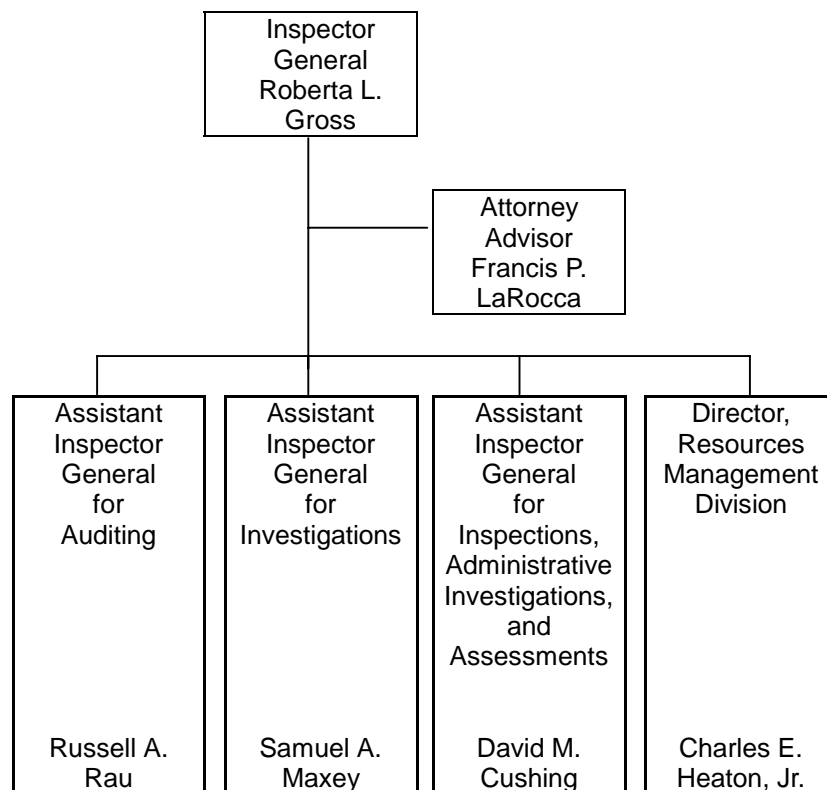 Inspector
General
Roberta L.
Gross
Attorney
Advisor
Francis P.
LaRocca
Assistant
Inspector
General
for
Auditing
Russell A.
Rau
Assistant
Inspector
General
for
Investigations
Samuel A.
Maxey
Assistant
Inspector
General
for
Inspections,
Administrative
Investigations,
and
Assessments
David M.
Cushing
Director,
Resources
Management
Division
Charles E.
Heaton, Jr.